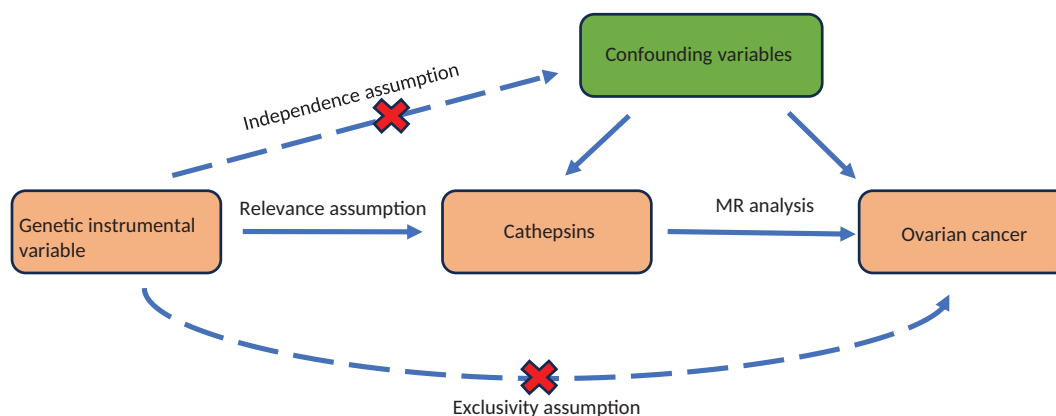 Confounding variables
Independence assumption
Genetic instrumental
variable
Relevance assumption
Cathepsins
MR analysis
Ovarian cancer
Exclusivity assumption